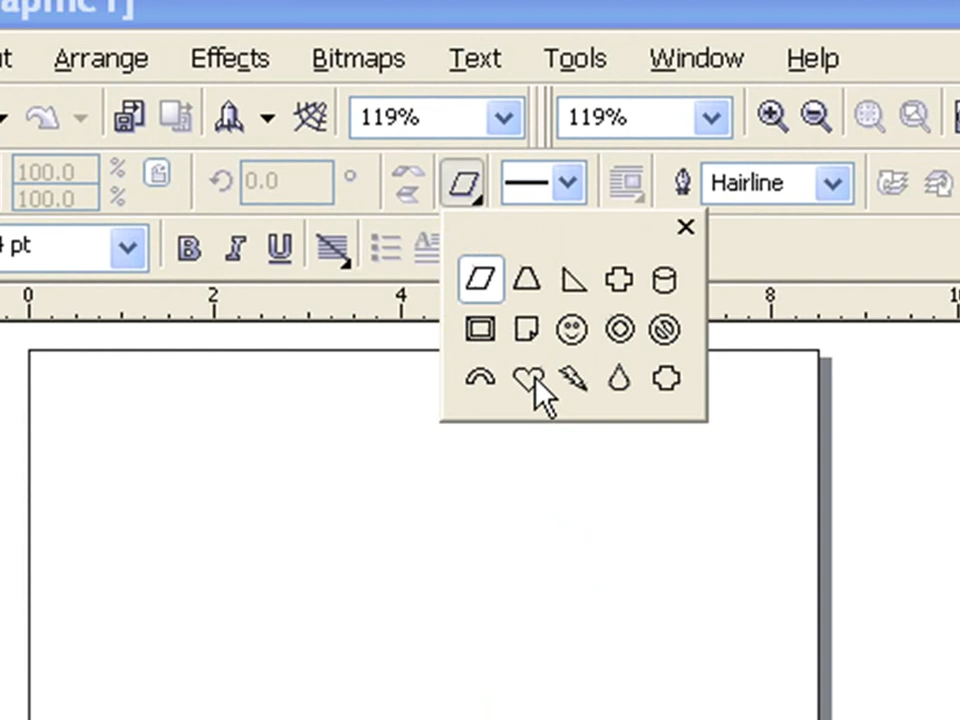 Arrange Effects Bitmaps Text Tools Window Help
119% 119%
100.0 % 0.0 ° Hairline
100.0 %
pt B I U
0 2 4 8